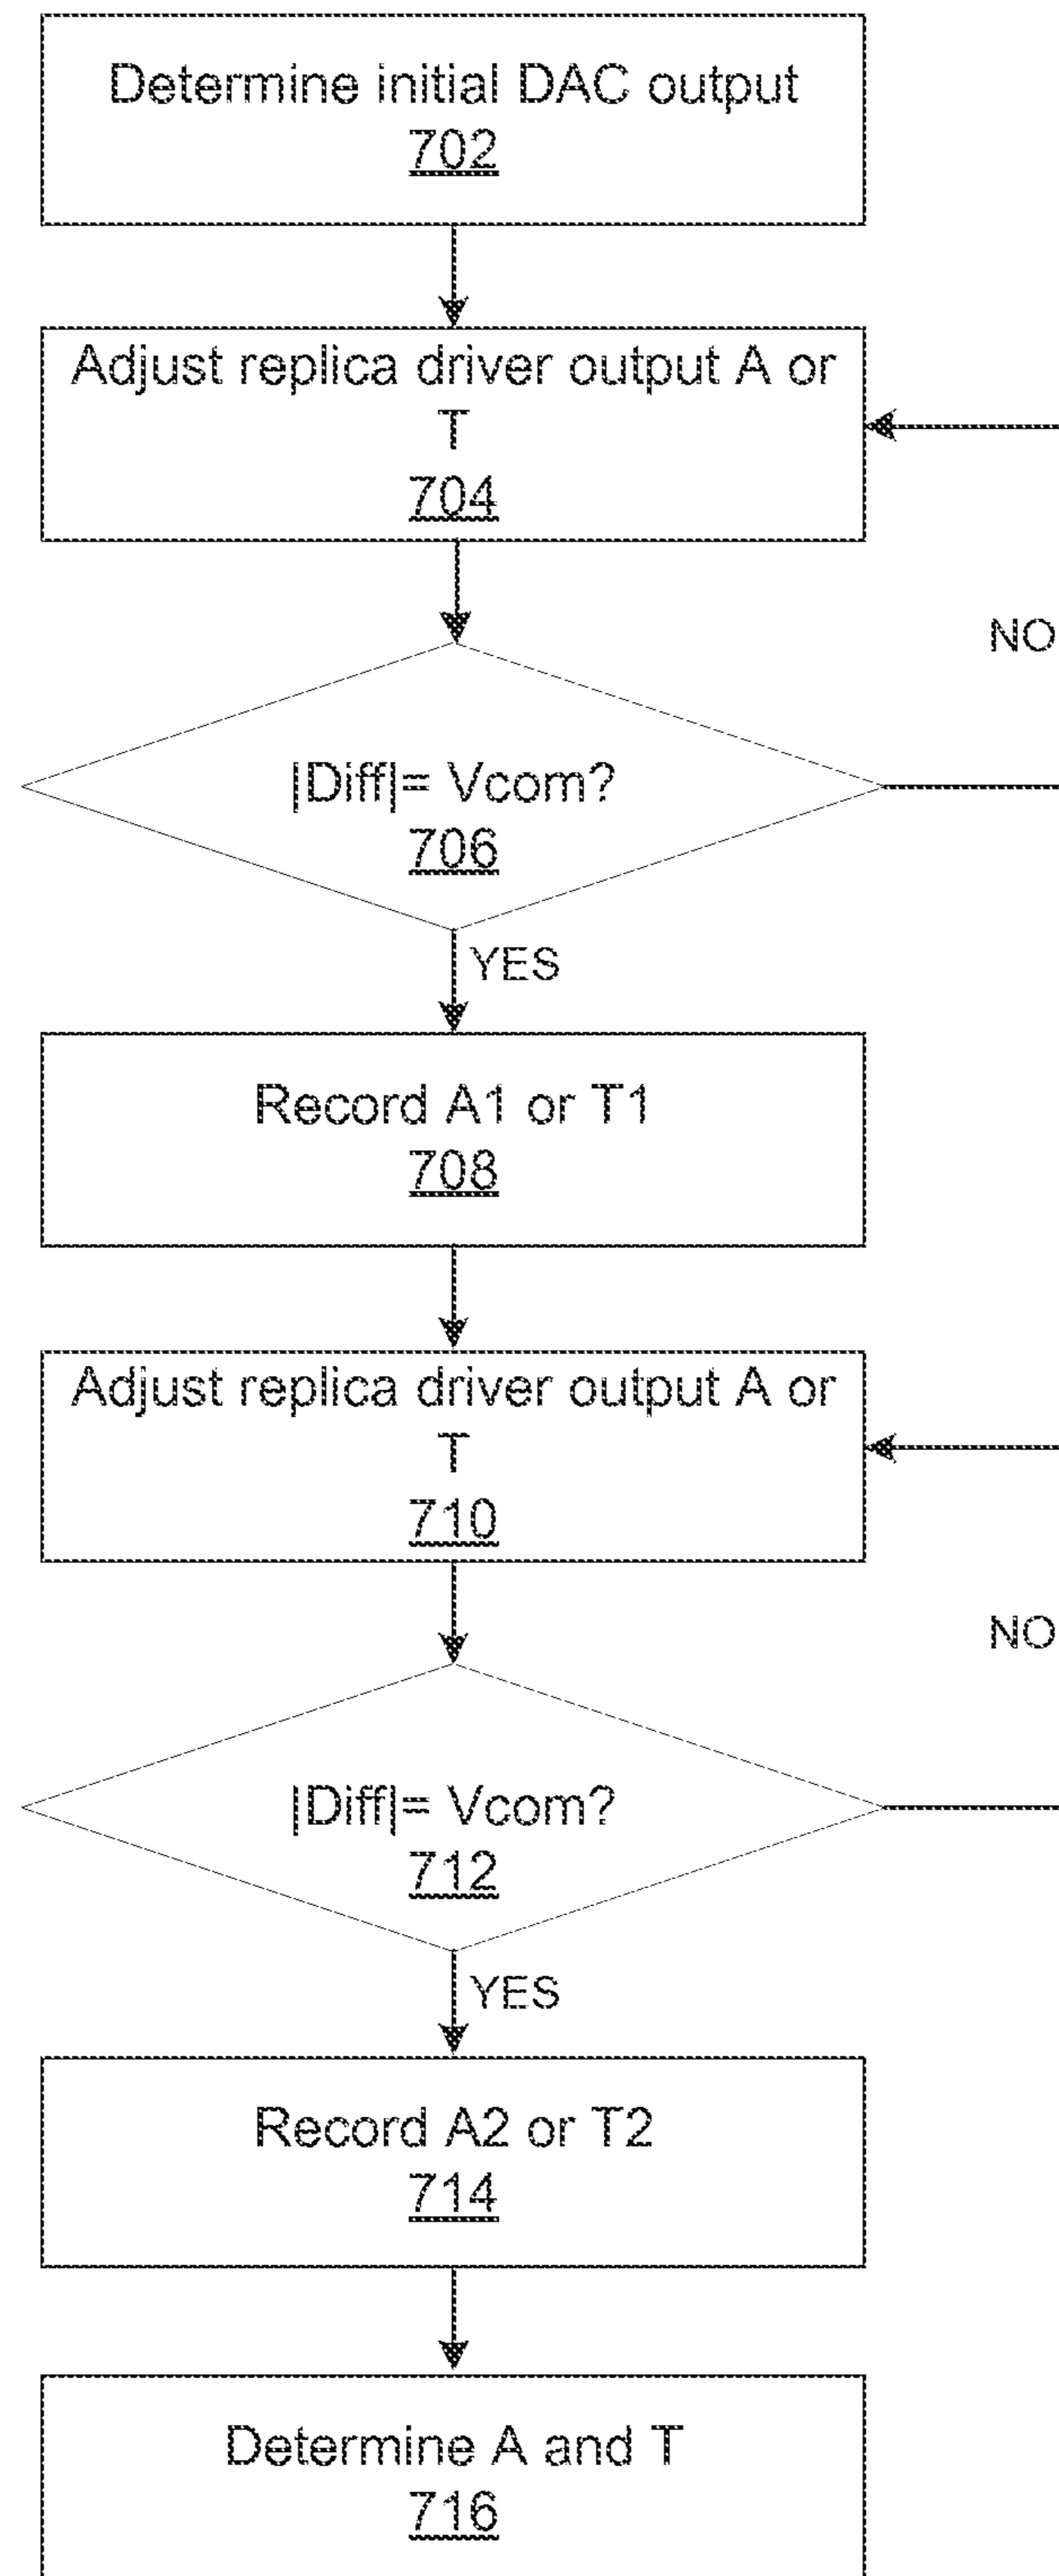 Determine initial DAC output
702
Adjust replica driver output A or
T
704
NO
|Diff|= Vcom?
706
YES
Record A1 or T1
708
Adjust replica driver output A or
T
710
NO
|Diff|= Vcom?
712
YES
Record A2 or T2
714
Determine A and T
716